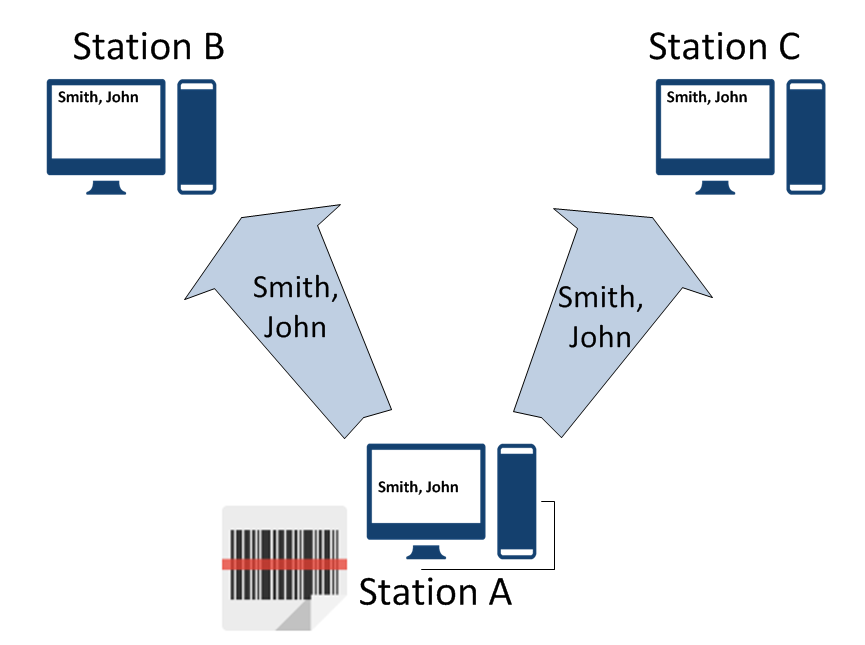 Station B
Station C
Smith, John
Smith, John
Smith,
John
Smith,
John
Smith, John
Station A